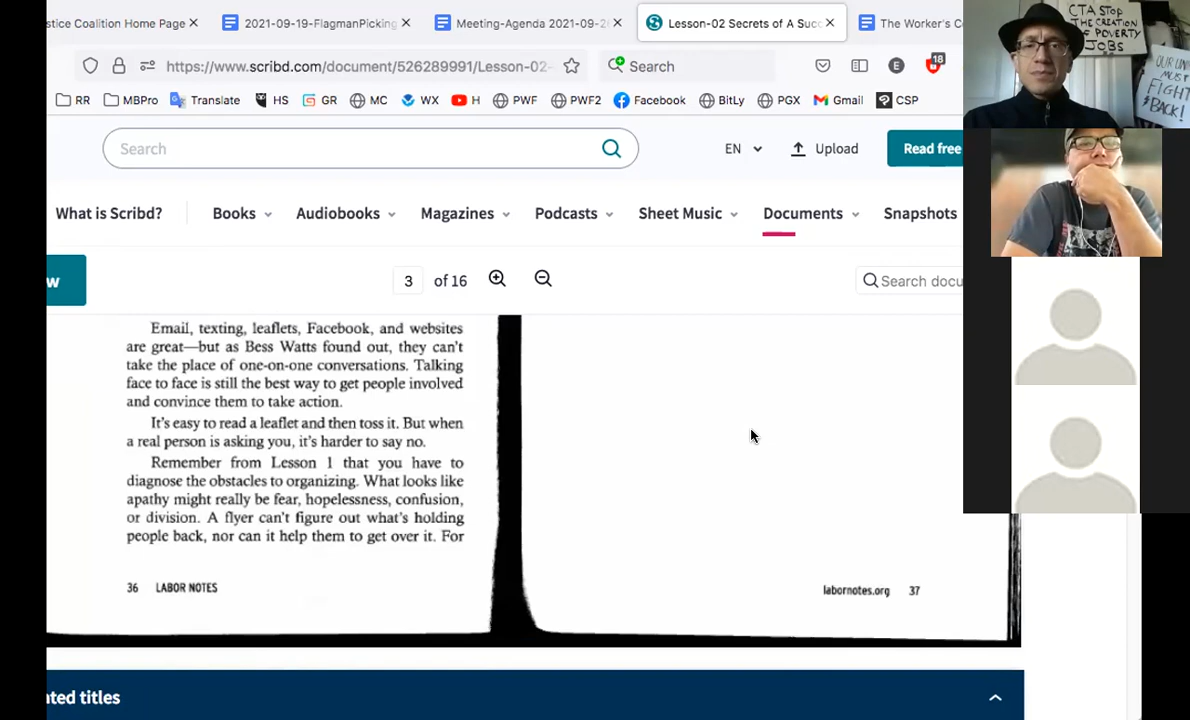 stice Coalition Home Page
2021-09-19-FlagmanPicking
Meeting-Agenda 2021-09-2
Lesson-02 Secrets of A Succ
The Worker's Co
https://www.scribd.com/document/526289991/Lesson-02-
Search
E
18
RR
MBPro
Translate
HS
GR
MC
WX
H
PWF
PWF2
Facebook
BitLy
PGX
Gmail
CSP
Search
EN
Upload
Read free
What is Scribd?
Books
Audiobooks
Magazines
Podcasts
Sheet Music
Documents
Snapshots
w
3 of 16
Search docu
Email, texting, leaflets, Facebook, and websites
are great—but as Bess Watts found out, they can't
take the place of one-on-one conversations. Talking
face to face is still the best way to get people involved
and convince them to take action.
It's easy to read a leaflet and then toss it. But when
a real person is asking you, it's harder to say no.
Remember from Lesson 1 that you have to
diagnose the obstacles to organizing. What looks like
apathy might really be fear, hopelessness, confusion,
or division. A flyer can't figure out what's holding
people back, nor can it help them to get over it. For
36 LABOR NOTES
labornotes.org 37
ated titles
CTA STOP
THE CREATION
OF POVERTY
JOBS
OUR UN
MUST
FIGHT
BACK!